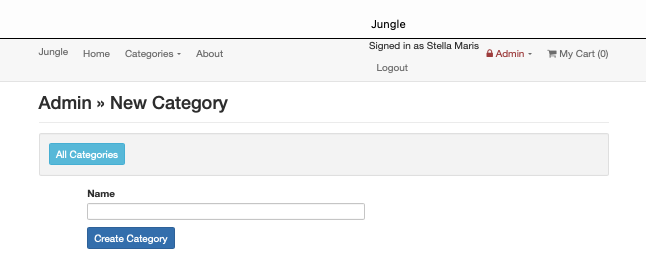 Jungle
Jungle Home Categories About Signed in as Stella Maris Admin My Cart (0)
Logout
Admin » New Category
All Categories
Name
Create Category